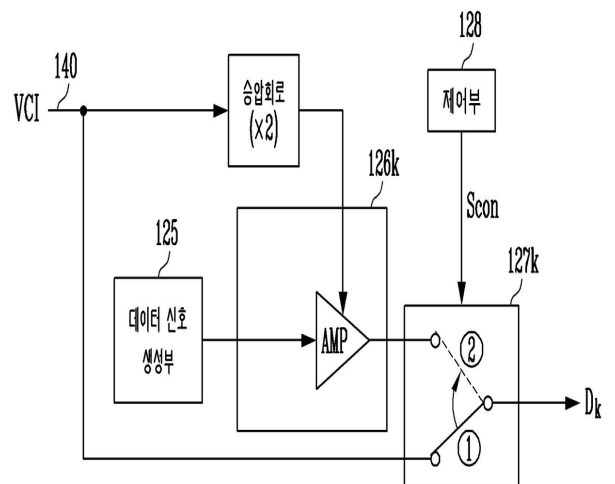 128
140
VCI
승압회로
(×2)
제어부
126k
Scon
125
127k
데이터 신호
생성부
AMP
②
Dk
①